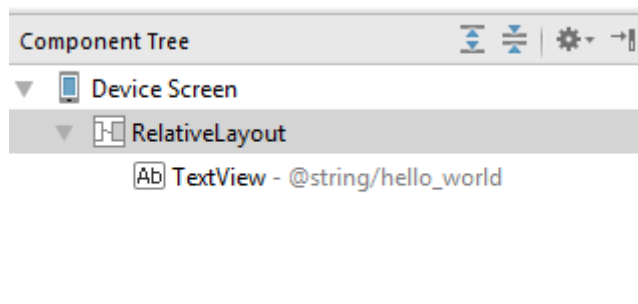 Component Tree
Device Screen
RelativeLayout
Ab TextView - @string/hello_world